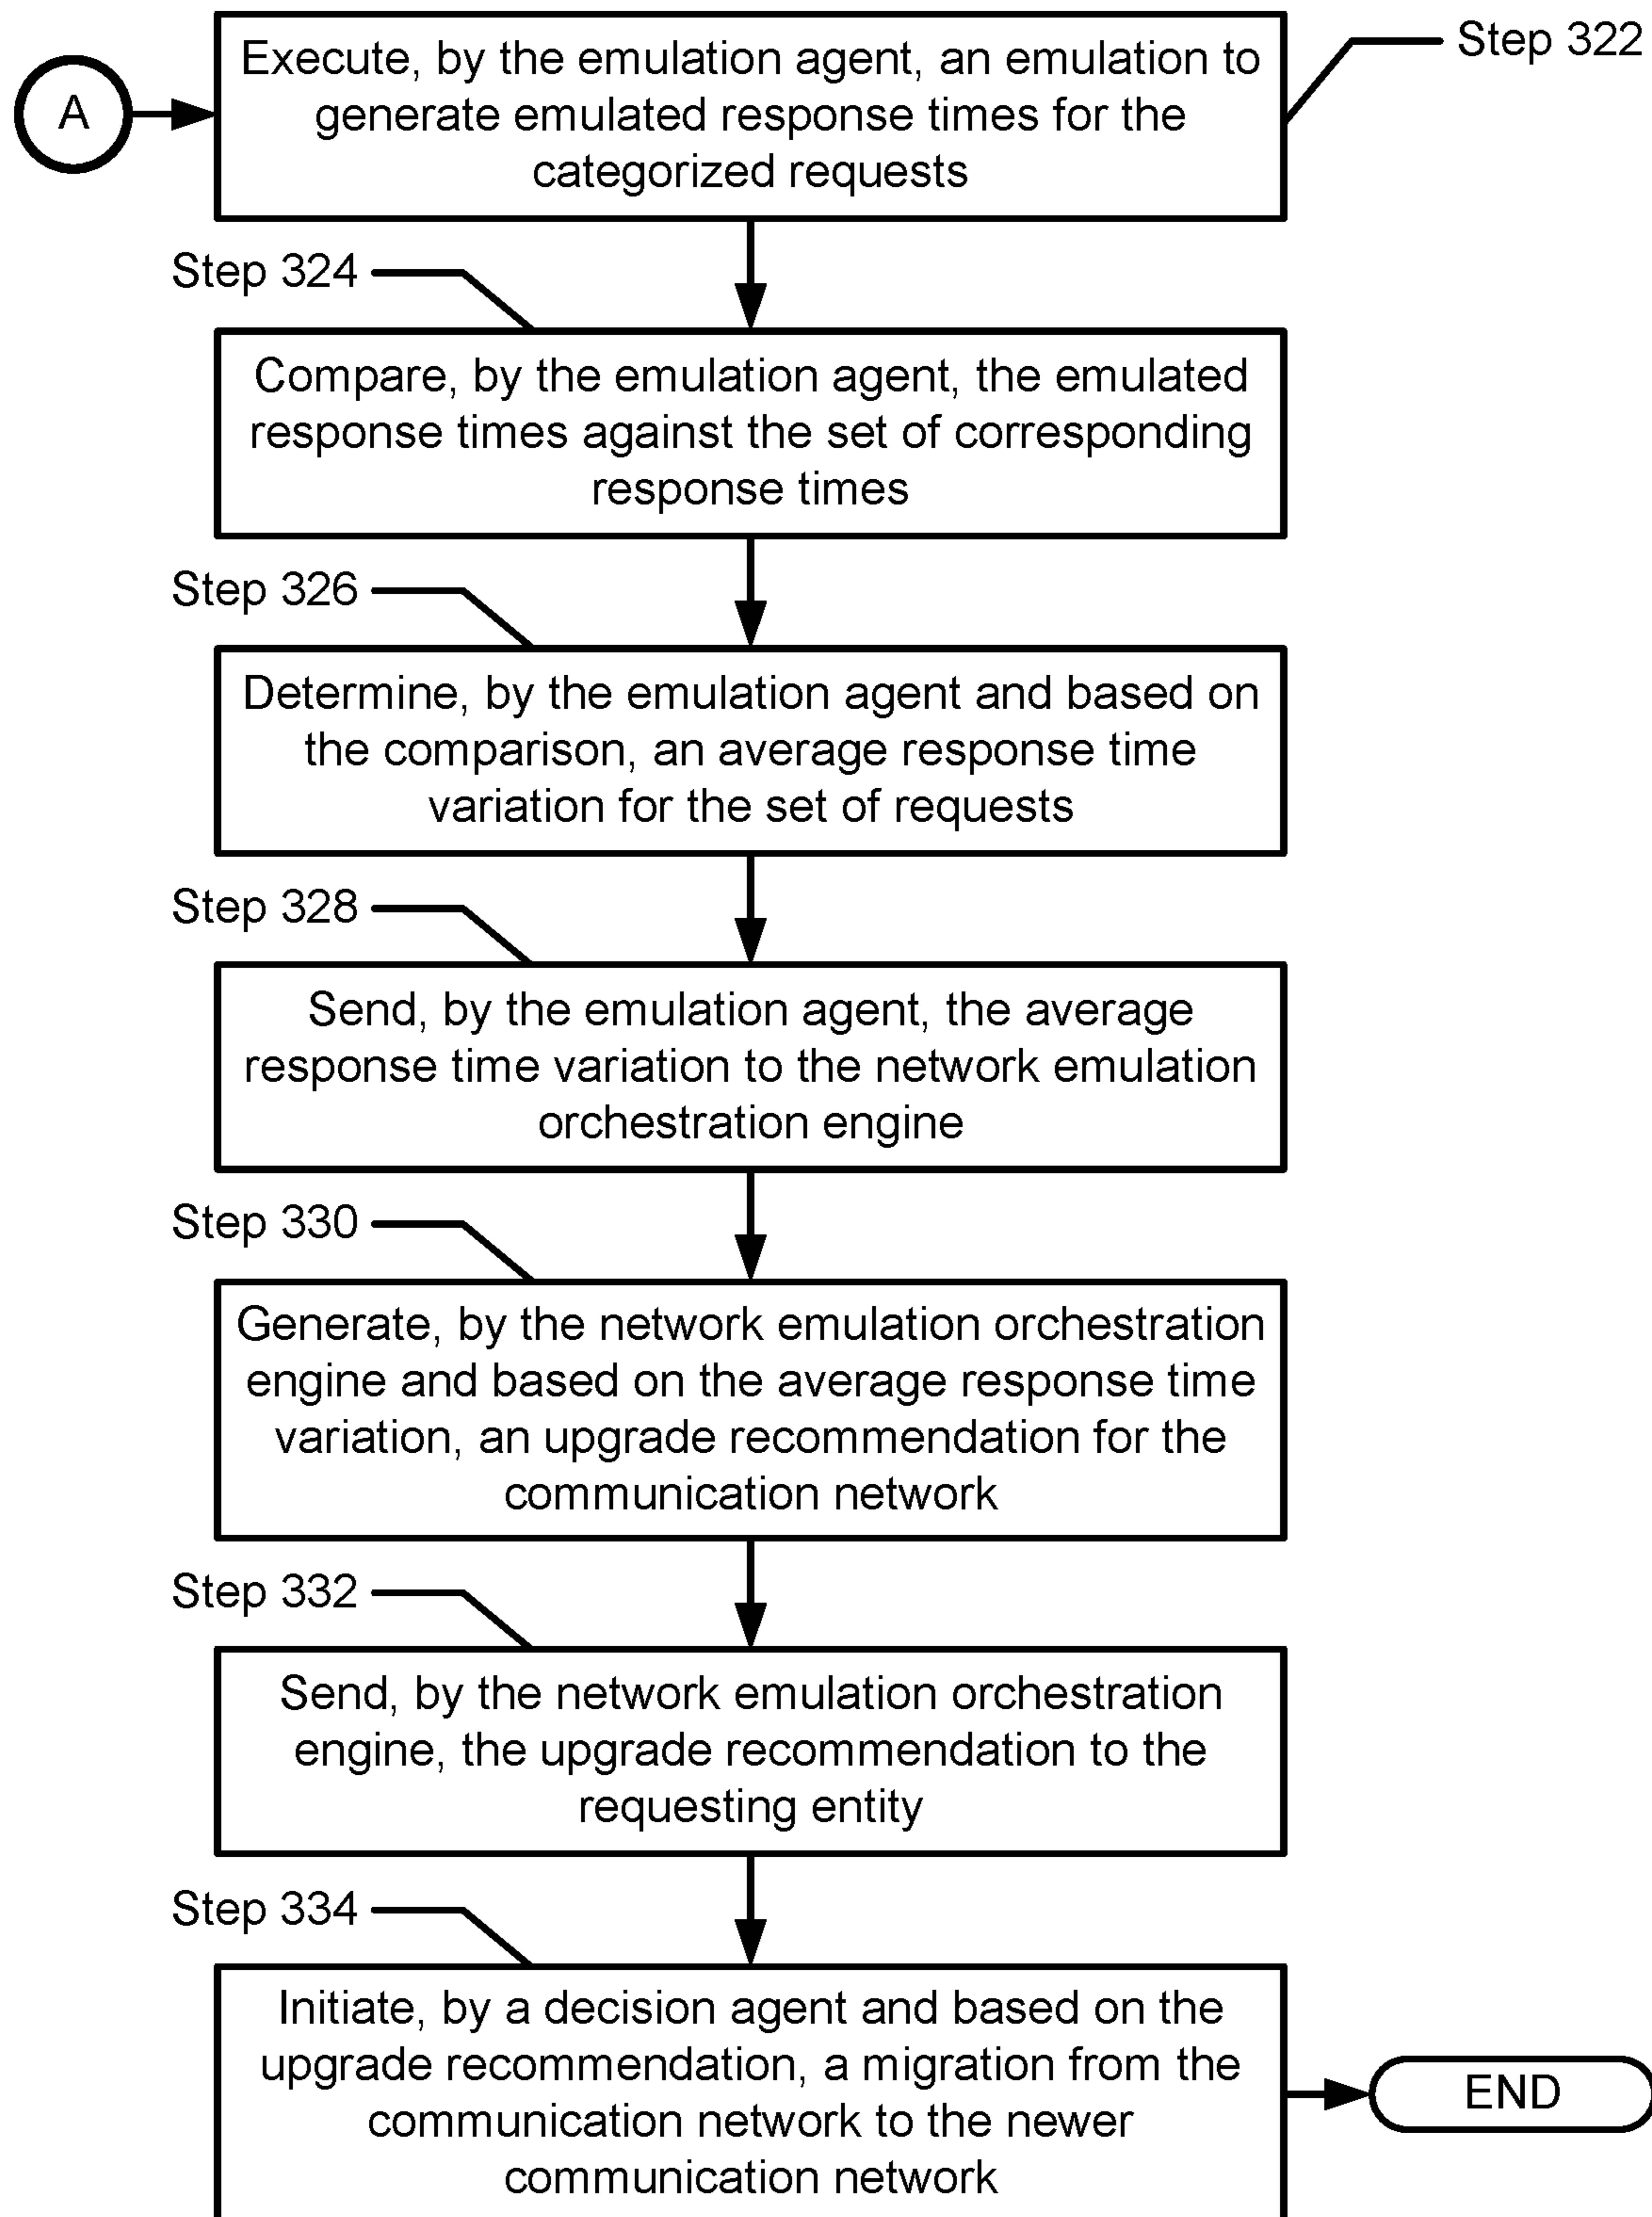 Step 322
A
Execute, by the emulation agent, an emulation to
generate emulated response times for the
categorized requests
Step 324
Compare, by the emulation agent, the emulated
response times against the set of corresponding
response times
Step 326
Determine, by the emulation agent and based on
the comparison, an average response time
variation for the set of requests
Step 328
Send, by the emulation agent, the average
response time variation to the network emulation
orchestration engine
Step 330
Generate, by the network emulation orchestration
engine and based on the average response time
variation, an upgrade recommendation for the
communication network
Step 332
Send, by the network emulation orchestration
engine, the upgrade recommendation to the
requesting entity
Step 334
Initiate, by a decision agent and based on the
upgrade recommendation, a migration from the
communication network to the newer
communication network
END